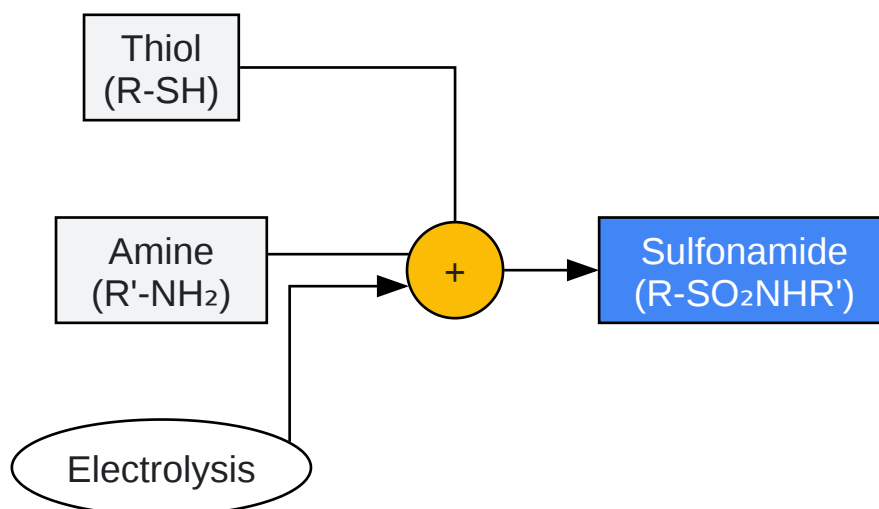 Thiol
(R-SH)
Amine
(R'-NH₂)
+
Sulfonamide
(R-SO₂NHR')
Electrolysis